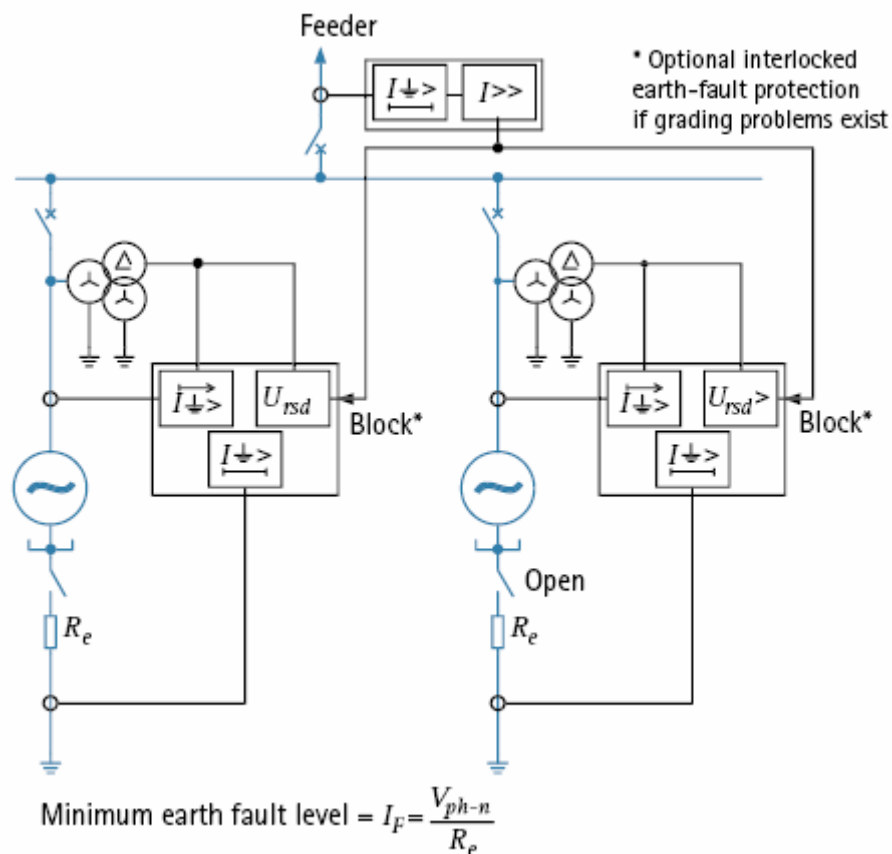 Feeder
* Optional interlocked
earth-fault protection
if grading problems exist
I⏚> I>>
I⏚> U_rsd
Block*
I⏚>
I⏚> U_rsd >
Block*
I⏚>
Open
R_e
R_e
Minimum earth fault level = I_F = V_ph-n / R_e